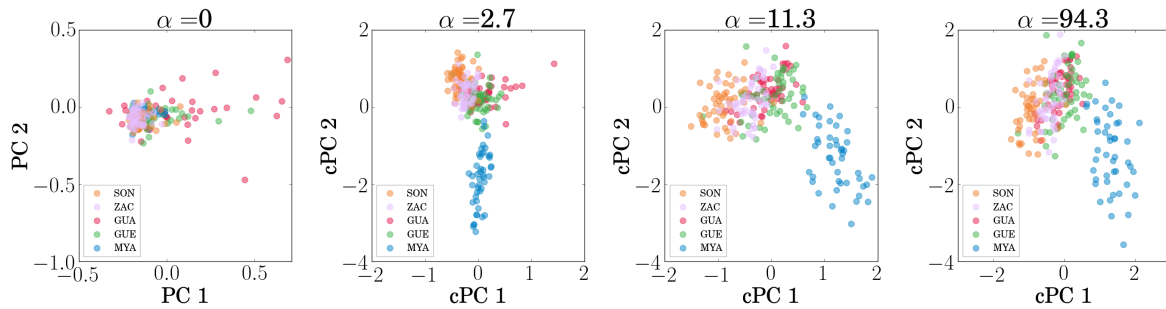 α =0
0.5
0.0
−0.5
−1.0
−0.5
0.0
0.5
PC 2
PC 1
SON
ZAC
GUA
GUE
MYA
α =2.7
2
0
−2
−4
−2
−1
0
1
2
cPC 2
cPC 1
SON
ZAC
GUA
GUE
MYA
α =11.3
2
0
−2
−4
−2
−1
0
1
2
cPC 2
cPC 1
SON
ZAC
GUA
GUE
MYA
α =94.3
2
0
−2
−4
−2
0
2
cPC 2
cPC 1
SON
ZAC
GUA
GUE
MYA